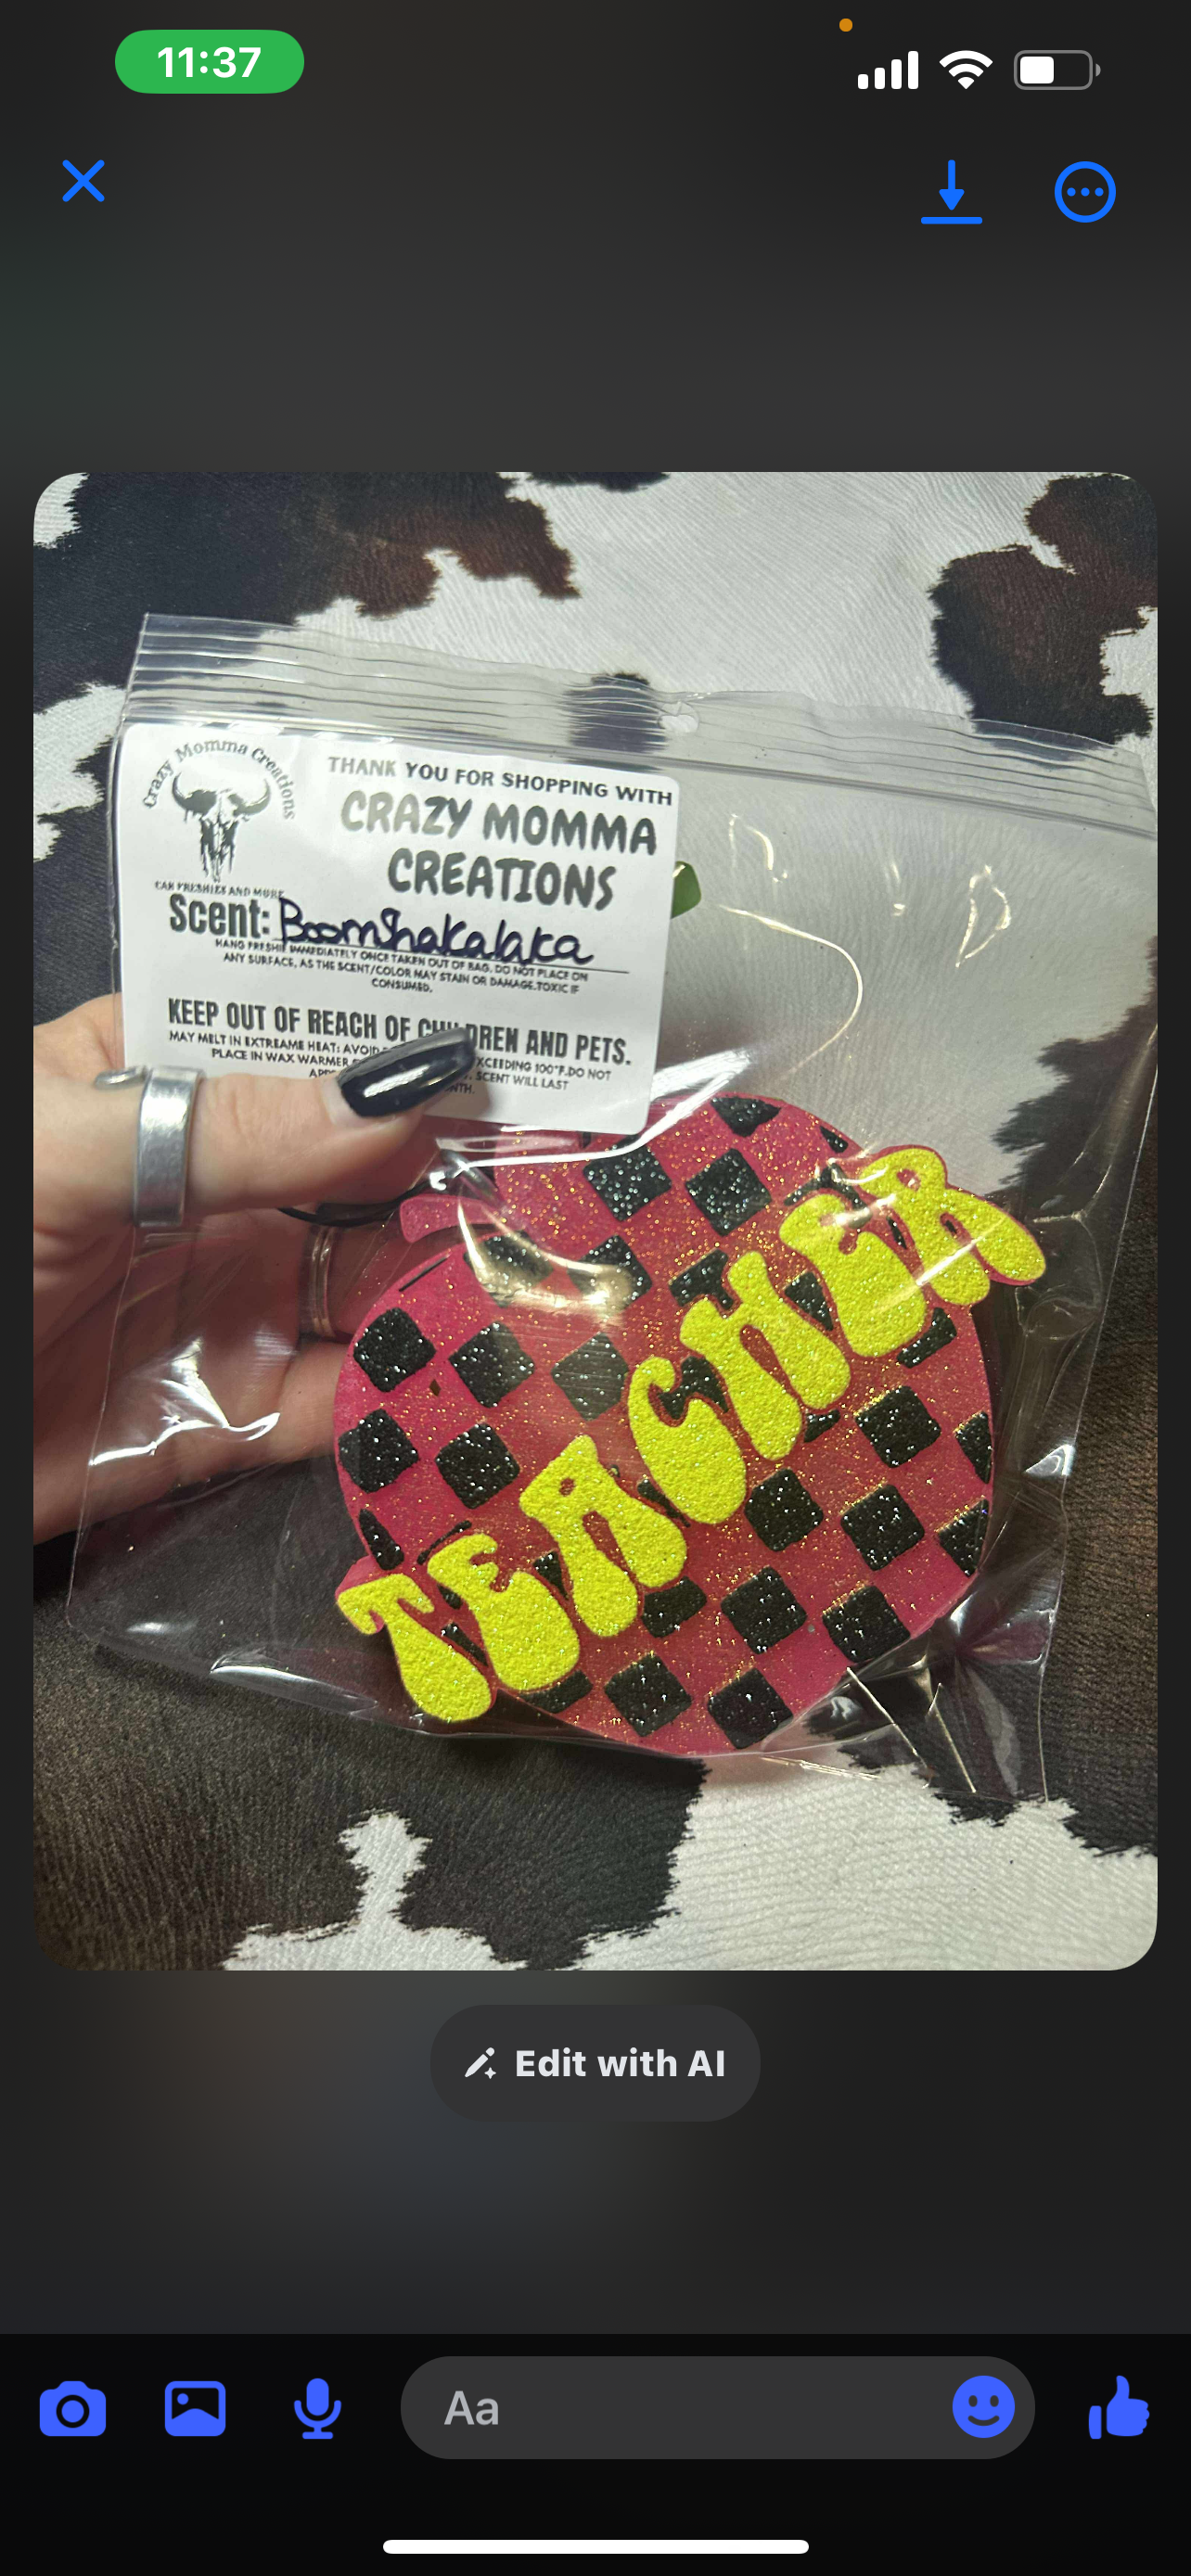 11:37
Crazy Momma Creations
CAR FRESHIES AND MORE
THANK YOU FOR SHOPPING WITH
CRAZY MOMMA
CREATIONS
Scent: BoomShakalaka
HANG FRESHIE IMMEDIATELY ONCE TAKEN OUT OF BAG. DO NOT PLACE ON
ANY SURFACE, AS THE SCENT/COLOR MAY STAIN OR DAMAGE.TOXIC IF
CONSUMED.
KEEP OUT OF REACH OF CHILDREN AND PETS.
MAY MELT IN EXTREAME HEAT: AVOID EXCEEDING 100°F.DO NOT
PLACE IN WAX WARMER SCENT WILL LAST
TEACHER
Edit with AI
Aa